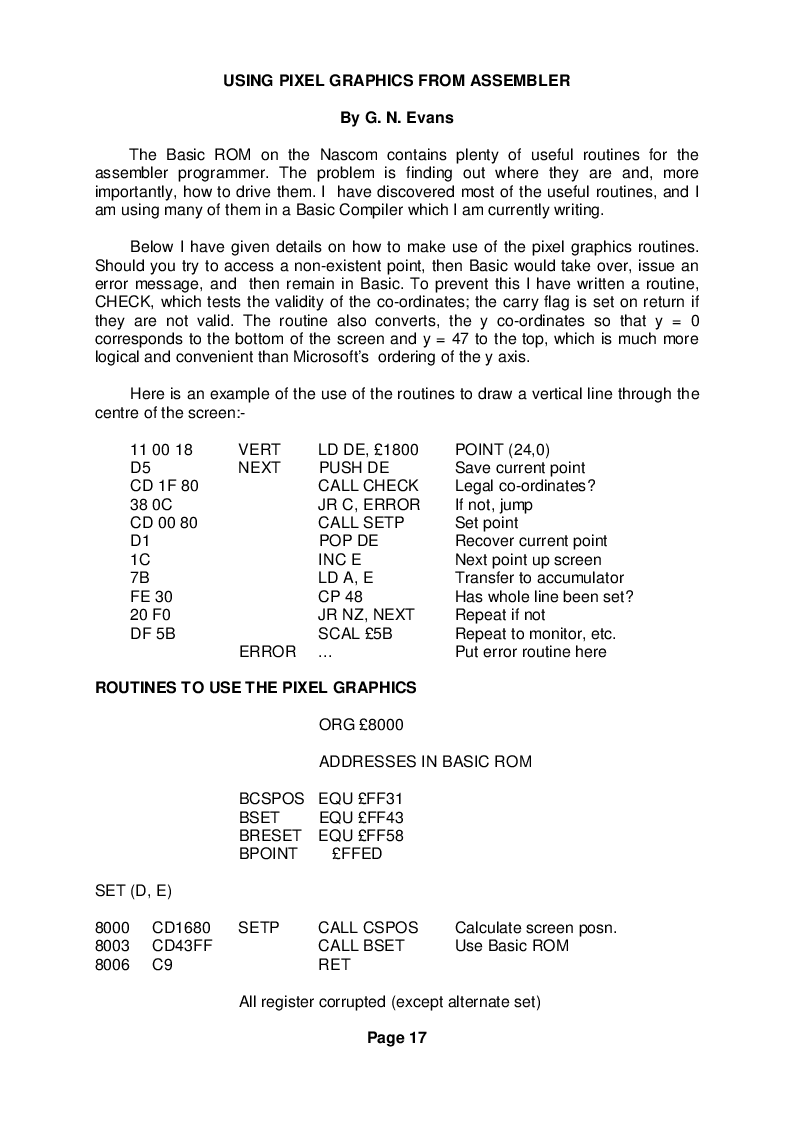 USING PIXEL GRAPHICS FROM ASSEMBLER
By G. N. Evans
The Basic ROM on the Nascom contains plenty of useful routines for the
assembler programmer. The problem is finding out where they are and, more
importantly, how to drive them. I have discovered most of the useful routines, and I
am using many of them in a Basic Compiler which I am currently writing.
Below I have given details on how to make use of the pixel graphics routines.
Should you try to access a non-existent point, then Basic would take over, issue an
error message, and then remain in Basic. To prevent this I have written a routine,
CHECK, which tests the validity of the co-ordinates; the carry flag is set on return if
they are not valid. The routine also converts, the y co-ordinates so that y = 0
corresponds to the bottom of the screen and y = 47 to the top, which is much more
logical and convenient than Microsoft's ordering of the y axis.
Here is an example of the use of the routines to draw a vertical line through the
centre of the screen:-
11 00 18 VERT LD DE, £1800 POINT (24,0)
D5 NEXT PUSH DE Save current point
CD 1F 80 CALL CHECK Legal co-ordinates?
38 0C JR C, ERROR If not, jump
CD 00 80 CALL SETP Set point
D1 POP DE Recover current point
1C INC E Next point up screen
7B LD A, E Transfer to accumulator
FE 30 CP 48 Has whole line been set?
20 F0 JR NZ, NEXT Repeat if not
DF 5B SCAL £5B Repeat to monitor, etc.
ERROR … Put error routine here
ROUTINES TO USE THE PIXEL GRAPHICS
ORG £8000
ADDRESSES IN BASIC ROM
BCSPOS EQU £FF31
BSET EQU £FF43
BRESET EQU £FF58
BPOINT £FFED
SET (D, E)
8000 CD1680 SETP CALL CSPOS Calculate screen posn.
8003 CD43FF CALL BSET Use Basic ROM
8006 C9 RET
All register corrupted (except alternate set)
Page 17